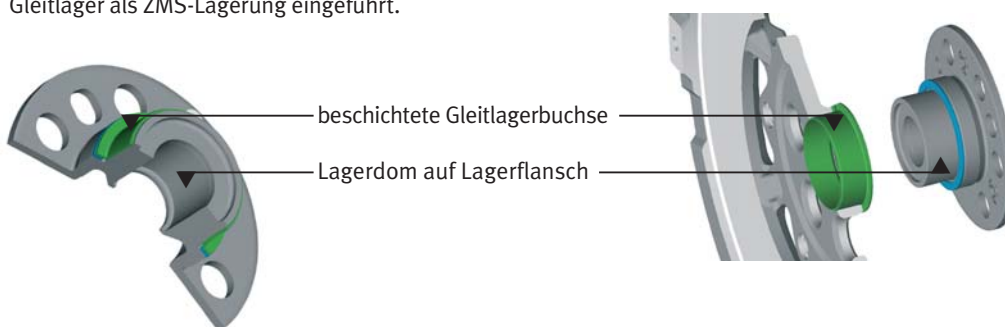 Gleitlager als ZMS-Lagerung eingeführt.
beschichtete Gleitlagerbuchse
Lagerdom auf Lagerflansch